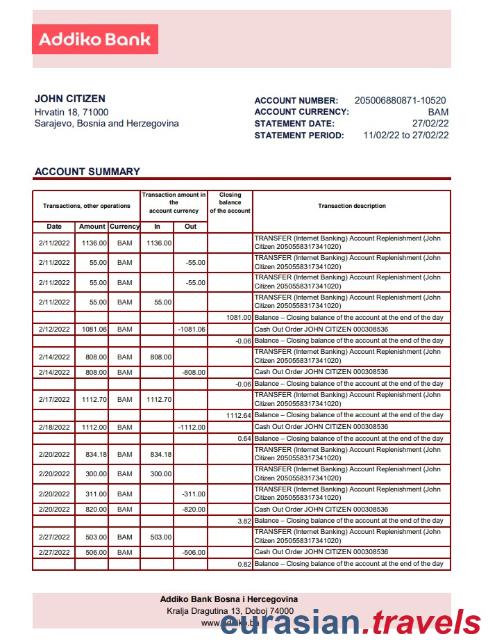 Addiko Bank
JOHN CITIZEN
Hrvatin 18, 71000
Sarajevo, Bosnia and Herzegovina
ACCOUNT NUMBER: 205006880871-10520
ACCOUNT CURRENCY: BAM
STATEMENT DATE: 27/02/22
STATEMENT PERIOD: 11/02/22 to 27/02/22
ACCOUNT SUMMARY
Transactions, other operations
Transaction amount in
the
account currency
Closing
balance
of the account
Transaction description
Date Amount Currency In Out
2/11/2022 1136.00 BAM 1136.00 TRANSFER (Internet Banking) Account Replenishment (John
Citizen 2050558317341020)
2/11/2022 55.00 BAM -55.00 TRANSFER (Internet Banking) Account Replenishment (John
Citizen 2050558317341020)
2/11/2022 55.00 BAM -55.00 TRANSFER (Internet Banking) Account Replenishment (John
Citizen 2050558317341020)
2/11/2022 55.00 BAM 55.00 TRANSFER (Internet Banking) Account Replenishment (John
Citizen 2050558317341020)
1081.00 Balance – Closing balance of the account at the end of the day
2/12/2022 1081.06 BAM -1081.06 Cash Out Order JOHN CITIZEN 000308536
-0.06 Balance – Closing balance of the account at the end of the day
2/14/2022 808.00 BAM 808.00 TRANSFER (Internet Banking) Account Replenishment (John
Citizen 2050558317341020)
2/14/2022 808.00 BAM -808.00 Cash Out Order JOHN CITIZEN 000308536
-0.06 Balance – Closing balance of the account at the end of the day
2/17/2022 1112.70 BAM 1112.70 TRANSFER (Internet Banking) Account Replenishment (John
Citizen 2050558317341020)
1112.64 Balance – Closing balance of the account at the end of the day
2/18/2022 1112.00 BAM -1112.00 Cash Out Order JOHN CITIZEN 000308536
0.64 Balance – Closing balance of the account at the end of the day
2/20/2022 834.18 BAM 834.18 TRANSFER (Internet Banking) Account Replenishment (John
Citizen 2050558317341020)
2/20/2022 300.00 BAM 300.00 TRANSFER (Internet Banking) Account Replenishment (John
Citizen 2050558317341020)
2/20/2022 311.00 BAM -311.00 TRANSFER (Internet Banking) Account Replenishment (John
Citizen 2050558317341020)
2/20/2022 820.00 BAM -820.00 Cash Out Order JOHN CITIZEN 000308536
3.82 Balance – Closing balance of the account at the end of the day
2/27/2022 503.00 BAM 503.00 TRANSFER (Internet Banking) Account Replenishment (John
Citizen 2050558317341020)
2/27/2022 506.00 BAM -506.00 Cash Out Order JOHN CITIZEN 000308536
0.82 Balance – Closing balance of the account at the end of the day
Addiko Bank Bosna i Hercegovina
Kralja Dragutina 13, Doboj 74000
www.addiko.ba
eurasian.travels